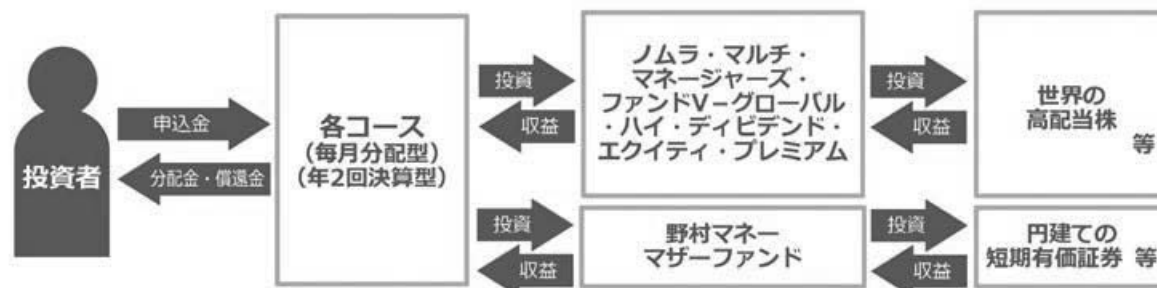 投資者
申込金
分配金・償還金
各コース
（毎月分配型）
（年2回決算型）
投資
収益
ノムラ・マルチ・
マネージャーズ・
ファンドⅤ－グローバル
・ハイ・ディビデンド・
エクイティ・プレミアム
投資
収益
世界の
高配当株
等
投資
収益
野村マネー
マザーファンド
投資
収益
円建ての
短期有価証券 等